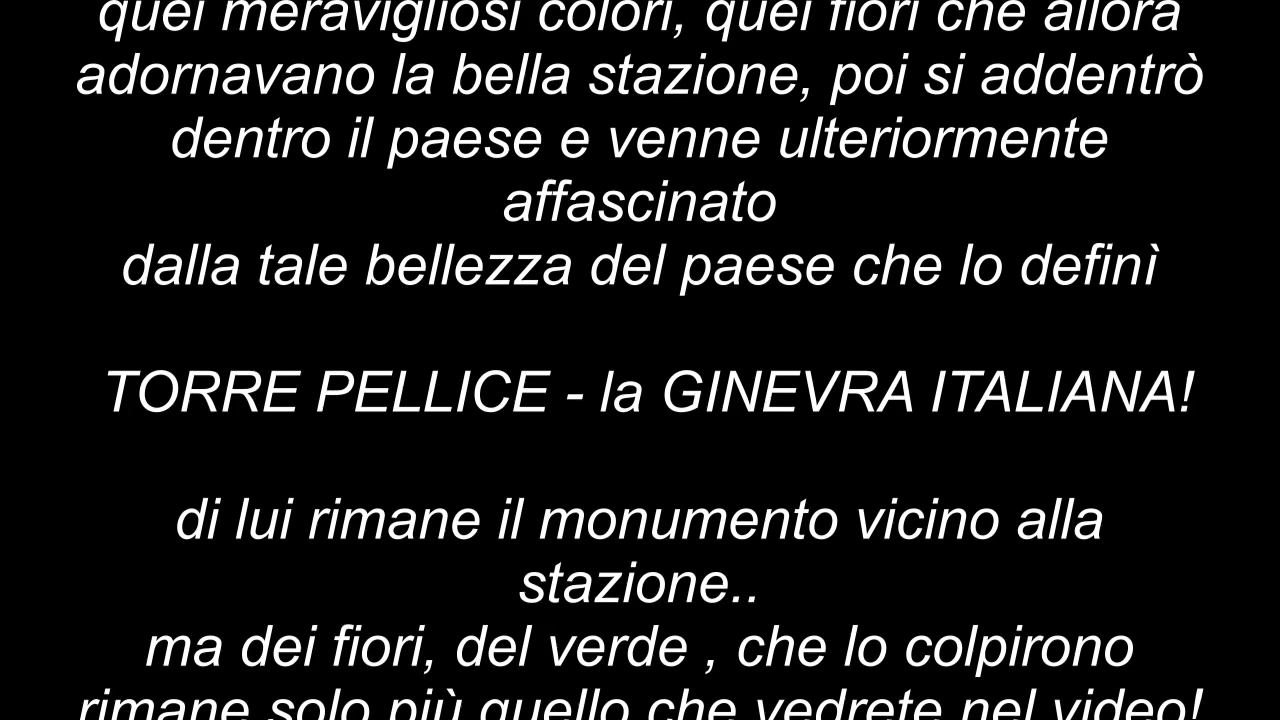 quei meravigliosi colori, quei fiori che allora
adornavano la bella stazione, poi si addentrò
dentro il paese e venne ulteriormente
affascinato
dalla tale bellezza del paese che lo definì
TORRE PELLICE - la GINEVRA ITALIANA!
di lui rimane il monumento vicino alla
stazione..
ma dei fiori, del verde , che lo colpirono
rimane solo più quello che vedrete nel video!